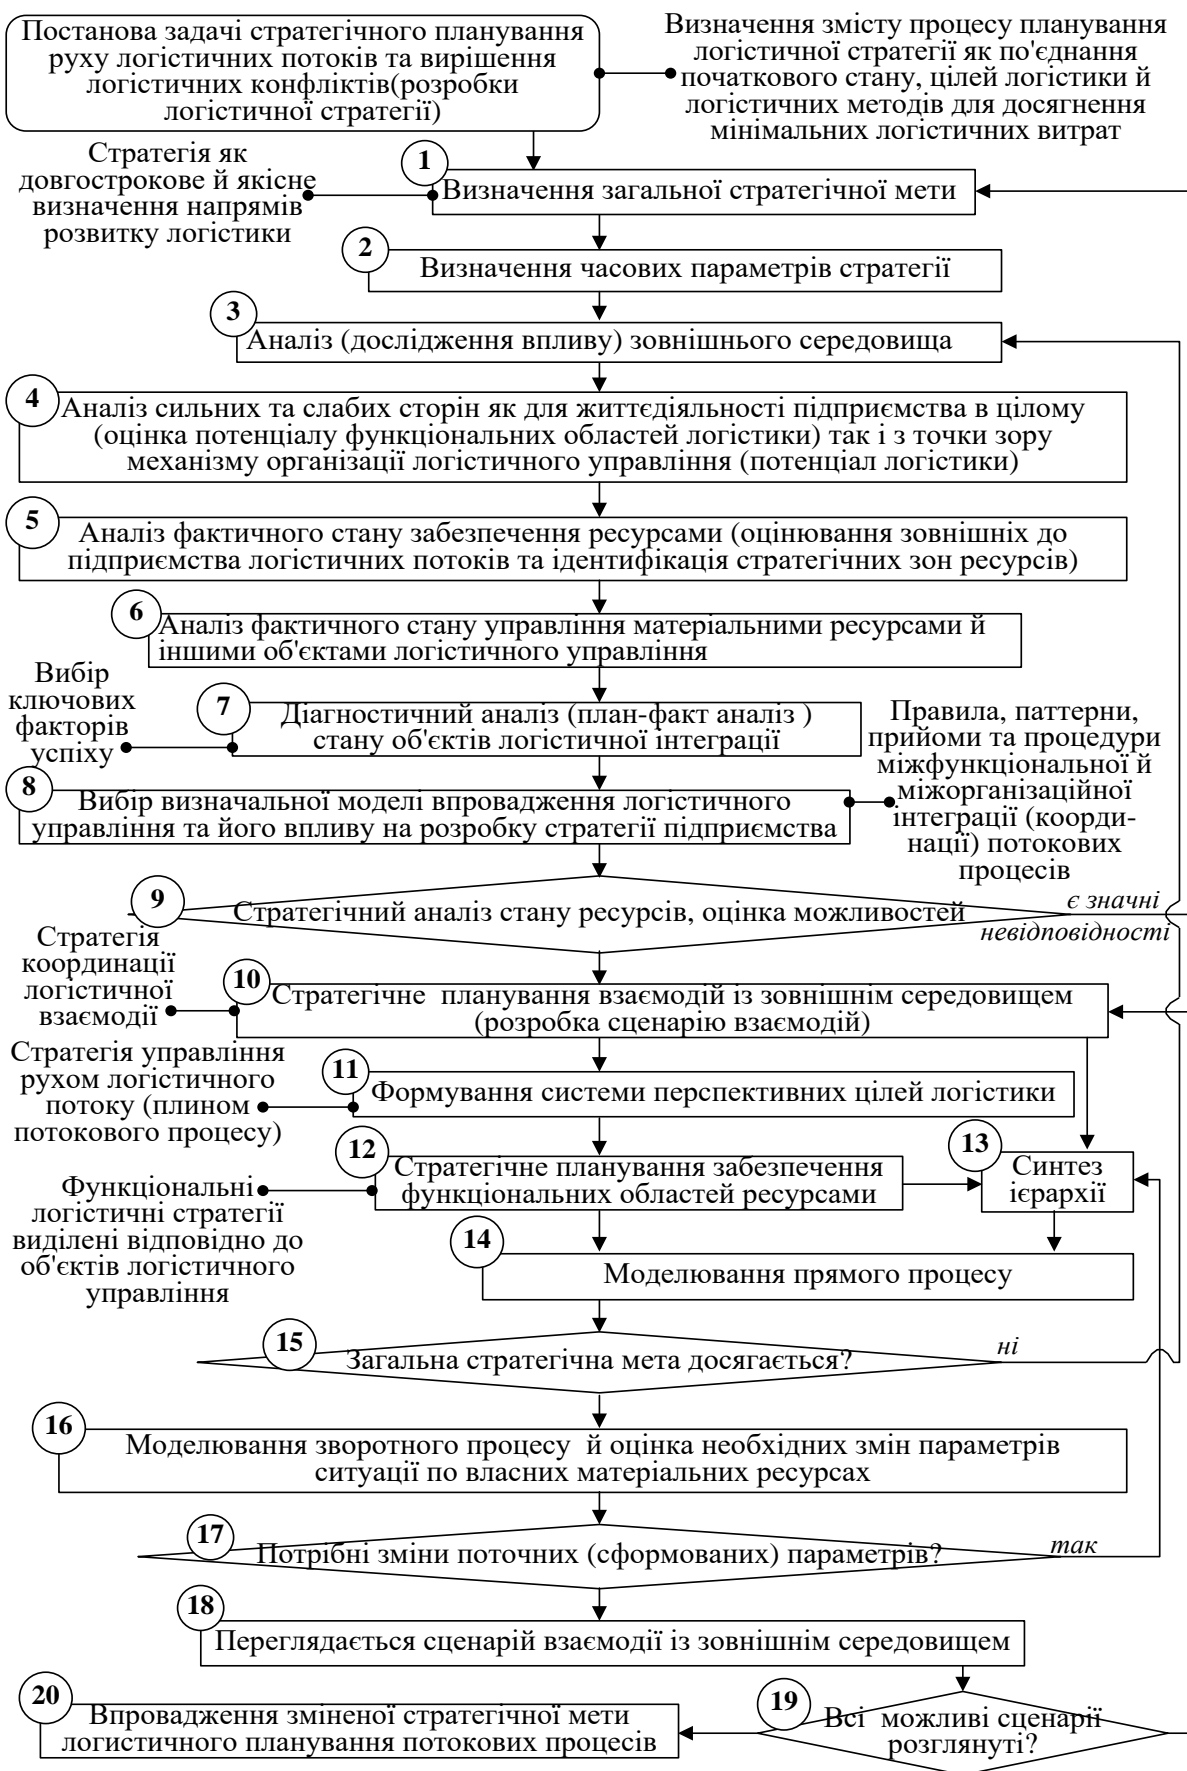 Постанова задачі стратегічного планування
руху логістичних потоків та вирішення
логістичних конфліктів(розробки
логістичної стратегії)
Визначення змісту процесу планування
логістичної стратегії як по'єднання
початкового стану, цілей логістики й
логістичних методів для досягнення
мінімальних логістичних витрат
Стратегія як
довгострокове й якісне
визначення напрямів
розвитку логістики
1
Визначення загальної стратегічної мети
2
Визначення часових параметрів стратегії
3
Аналіз (дослідження впливу) зовнішнього середовища
4
Аналіз сильних та слабих сторін як для життєдіяльності підприємства в цілому
(оцінка потенціалу функціональних областей логістики) так і з точки зору
механізму організації логістичного управління (потенціал логістики)
5
Аналіз фактичного стану забезпечення ресурсами (оцінювання зовнішніх до
підприємства логістичних потоків та ідентифікація стратегічних зон ресурсів)
6
Аналіз фактичного стану управління матеріальними ресурсами й
іншими об'єктами логістичного управління
Вибір
ключових
факторів
успіху
7
Діагностичний аналіз (план-факт аналіз )
стану об'єктів логістичної інтеграції
Правила, паттерни,
прийоми та процедури
міжфункціональної й
міжорганізаційної
інтеграції (коорди-
нації) потокових
процесів
8
Вибір визначальної моделі впровадження логістичного
управління та його впливу на розробку стратегії підприємства
9
Стратегічний аналіз стану ресурсів, оцінка можливостей
є значні
невідповідності
Стратегія
координації
логістичної
взаємодії
10
Стратегічне  планування взаємодій із зовнішнім середовищем
(розробка сценарію взаємодій)
Стратегія управління
рухом логістичного
потоку (плином
потокового процесу)
11
Формування системи перспективних цілей логістики
12
Стратегічне планування забезпечення
функціональних областей ресурсами
13
Синтез
ієрархії
Функціональні
логістичні стратегії
виділені відповідно до
об'єктів логістичного
управління
14
Моделювання прямого процесу
15
Загальна стратегічна мета досягається?
ні
16
Моделювання зворотного процесу  й оцінка необхідних змін параметрів
ситуації по власних матеріальних ресурсах
17
Потрібні зміни поточних (сформованих) параметрів?
так
18
Переглядається сценарій взаємодії із зовнішнім середовищем
20
Впровадження зміненої стратегічної мети
логистичного планування потокових процесів
19
Всі  можливі сценарії
розглянуті?